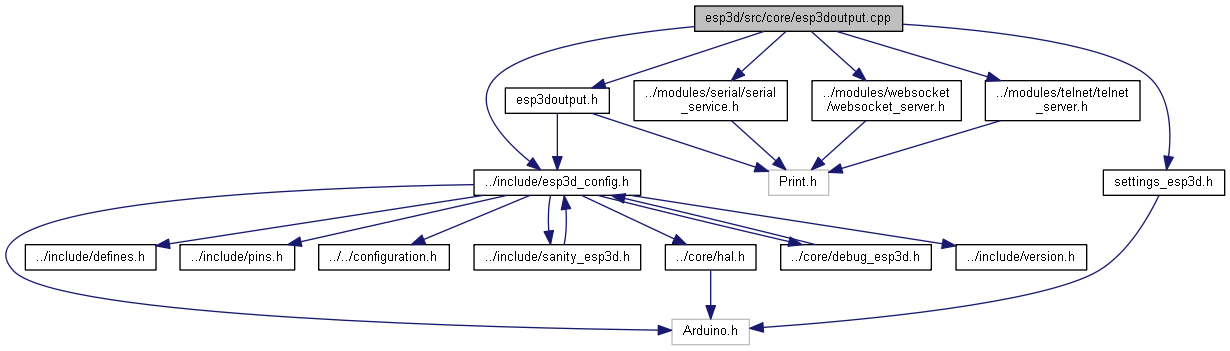 esp3d/src/core/esp3doutput.cpp
esp3doutput.h
../modules/serial/serial
_service.h
../modules/websocket
/websocket_server.h
../modules/telnet/telnet
_server.h
../include/esp3d_config.h
Print.h
settings_esp3d.h
../include/defines.h
../include/pins.h
../../configuration.h
../include/sanity_esp3d.h
../core/hal.h
../core/debug_esp3d.h
../include/version.h
Arduino.h